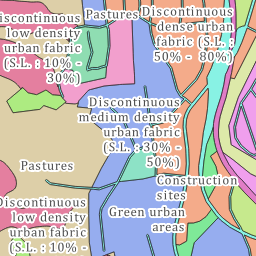 Discontinuous
low density
urban fabric
(S.L. : 10% -
30%)
Pastures
Discontinuous
dense urban
fabric (S.L. :
50% -  80%)
Discontinuous
medium density
urban fabric
(S.L. : 30% -
50%)
Pastures
Construction
sites
Discontinuous
low density
urban fabric
(S.L. : 10% -
Green urban
areas